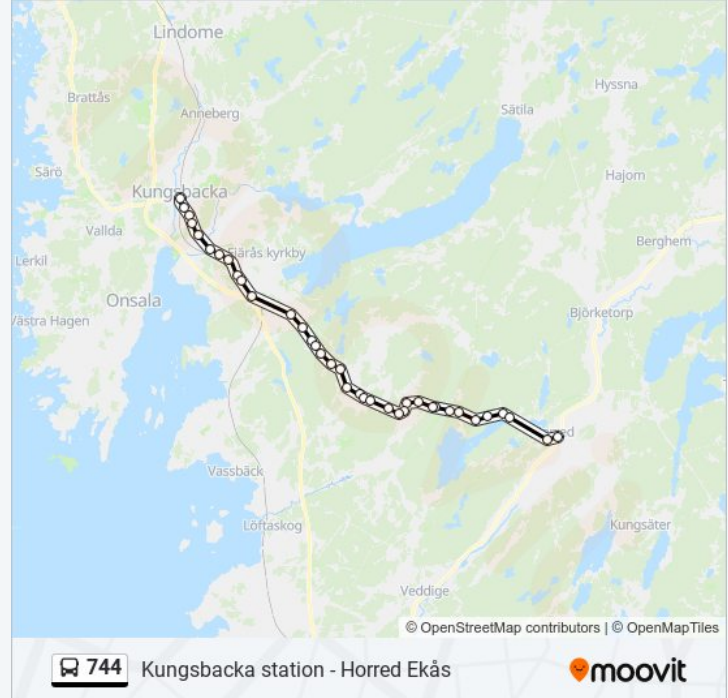 Lindome
Hyssna
Brattås
Anneberg
Sätila
Särö
Hajom
Kungsbacka
Vallda
Berghem
Lerkil
Fjärås kyrkby
Onsala
Björketorp
Västra Hagen
Vassbäck
Löftaskog
Kungsäter
Veddige
© OpenStreetMap contributors | © OpenMapTiles
744 Kungsbacka station - Horred Ekås
moovit